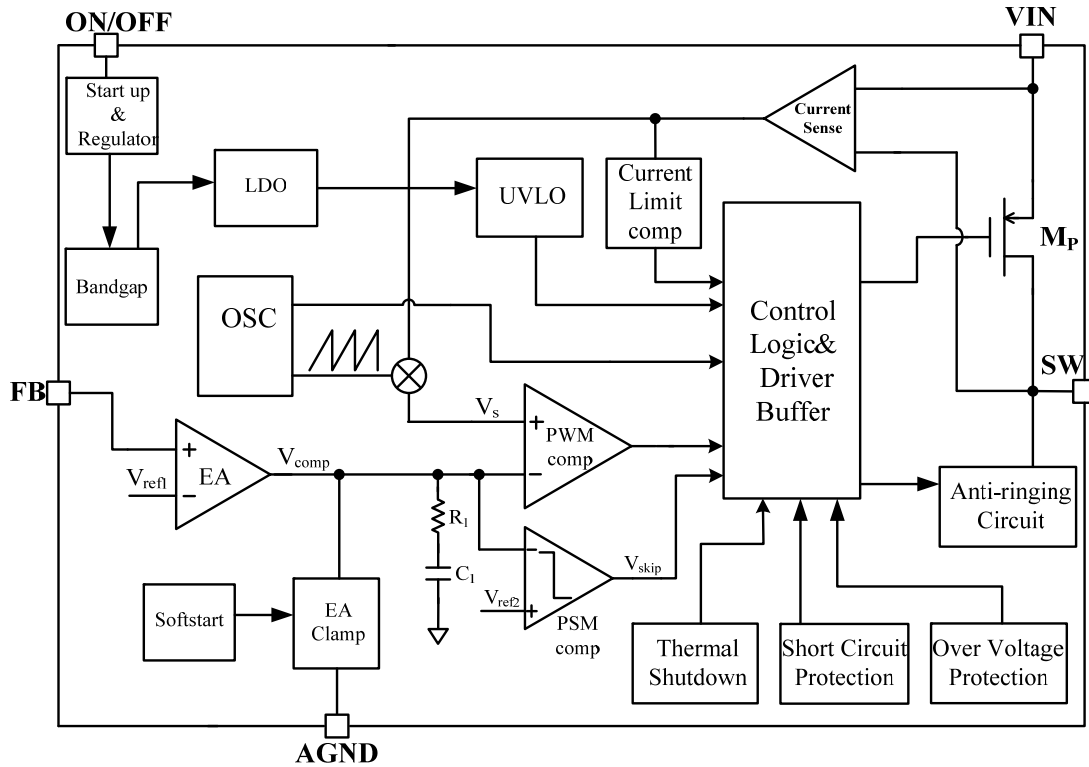 ON/OFF
VIN
Start up
&
Regulator
Current
Sense
LDO
UVLO
Current
Limit
comp
M_P
Bandgap
OSC
Control
Logic&
Driver
Buffer
FB
SW
V_s
+
PWM
comp
−
+
EA
−
V_ref1
V_comp
R_1
C_1
Anti-ringing
Circuit
−
V_ref2
+
PSM
comp
V_skip
Softstart
EA
Clamp
Thermal
Shutdown
Short Circuit
Protection
Over Voltage
Protection
AGND